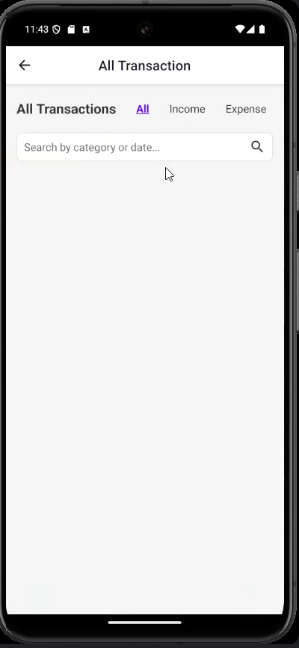 11:43
All Transaction
All Transactions All Income Expense
Search by category or date...